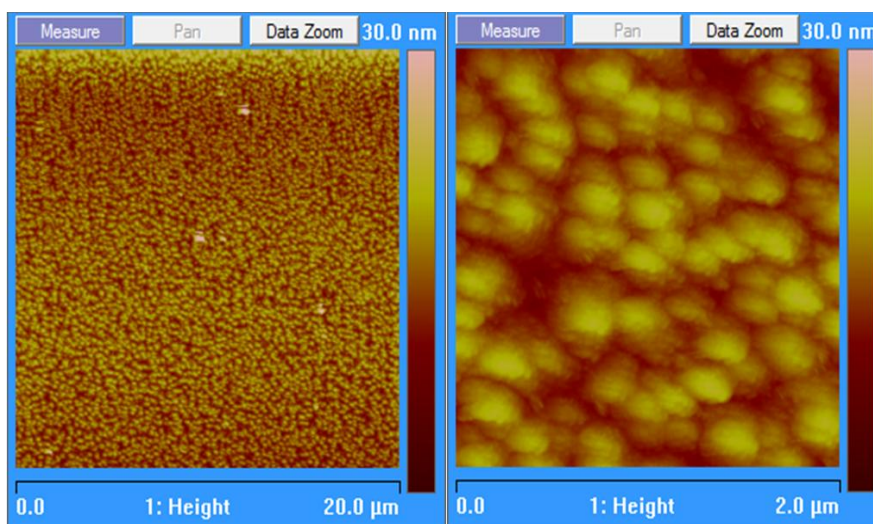 Measure Pan Data Zoom 30.0 nm
0.0 1: Height 20.0 µm
Measure Pan Data Zoom 30.0 nm
0.0 1: Height 2.0 µm